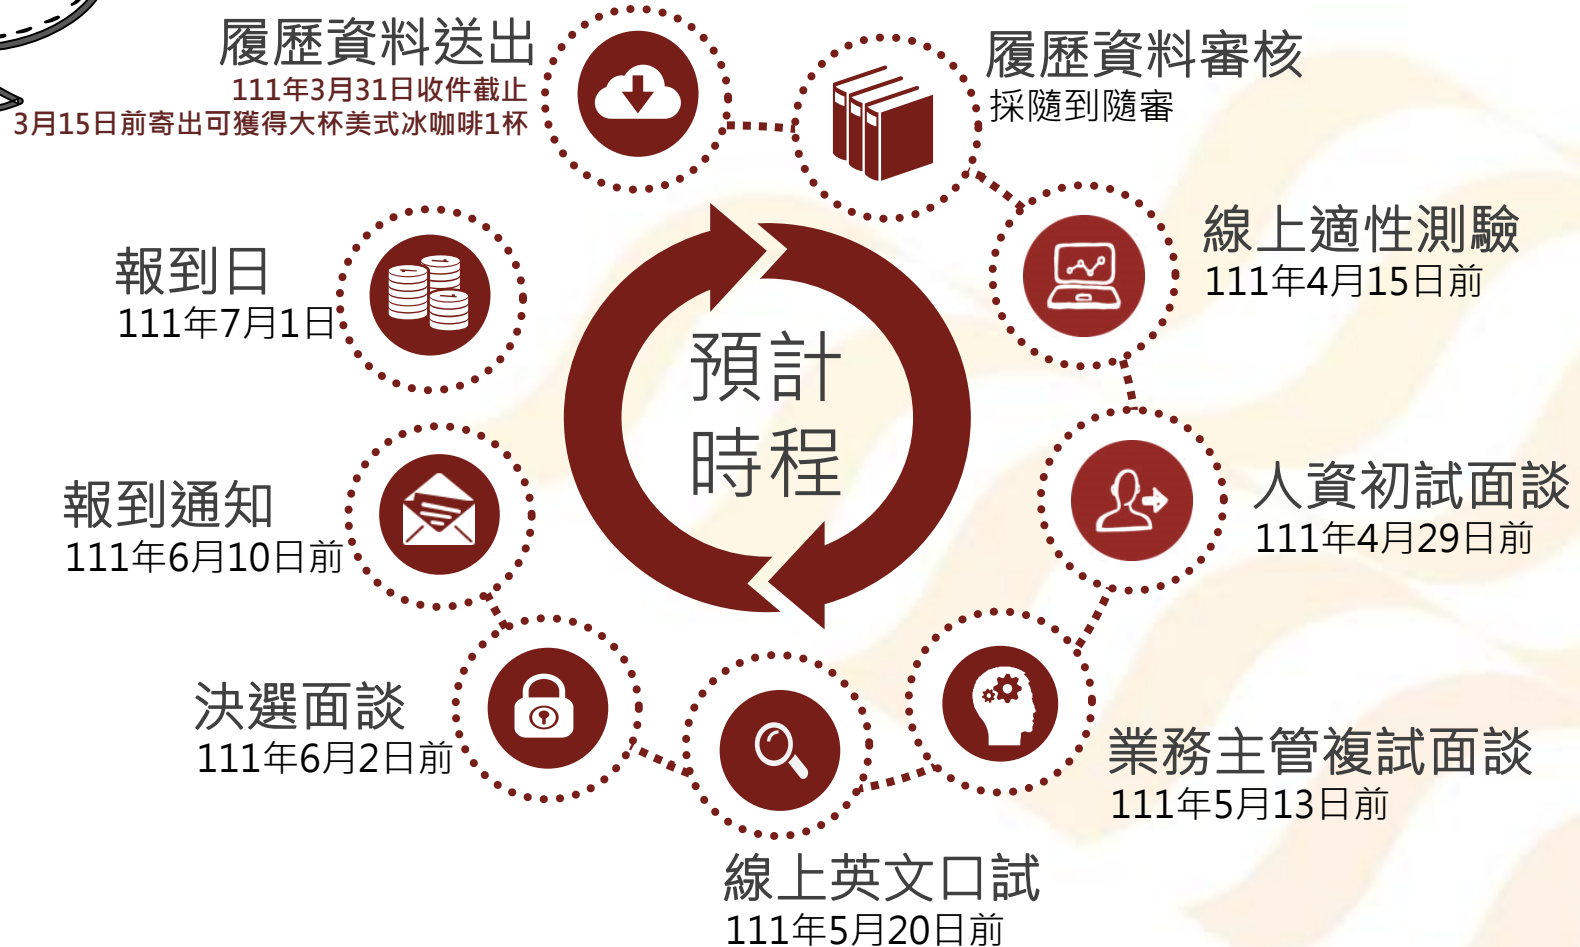 履歷資料送出
111年3月31日收件截止
3月15日前寄出可獲得大杯美式冰咖啡1杯
履歷資料審核
採隨到隨審
線上適性測驗
111年4月15日前
人資初試面談
111年4月29日前
業務主管複試面談
111年5月13日前
線上英文口試
111年5月20日前
決選面談
111年6月2日前
報到通知
111年6月10日前
報到日
111年7月1日
預計
時程